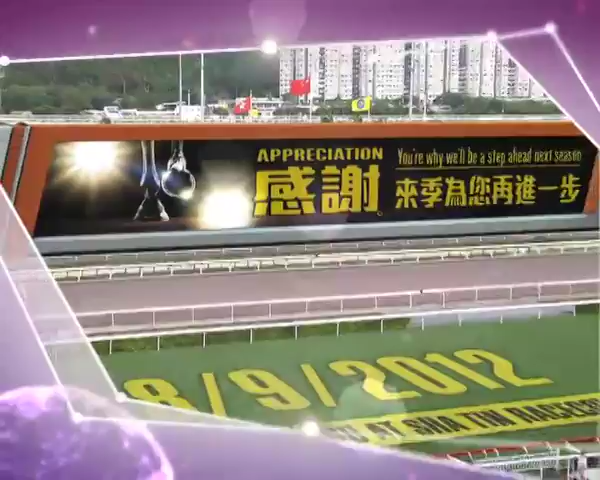 APPRECIATION
感謝
You're why we'll be a step ahead next season
來季為您再進一步
8/9/2012
AT SHA TIN